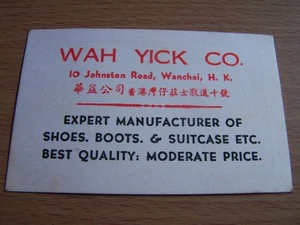 WAH YICK CO.
10 Johnston Road, Wanchai, H. K.
華益公司 香港灣仔莊士敦道十號
EXPERT MANUFACTURER OF
SHOES. BOOTS. & SUITCASE ETC.
BEST QUALITY: MODERATE PRICE.